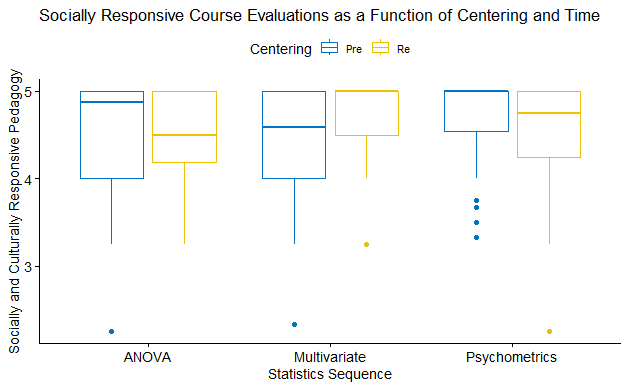 Socially Responsive Course Evaluations as a Function of Centering and Time
Centering Pre Re
Socially and Culturally Responsive Pedagogy
5
4
3
ANOVA Multivariate Psychometrics
Statistics Sequence